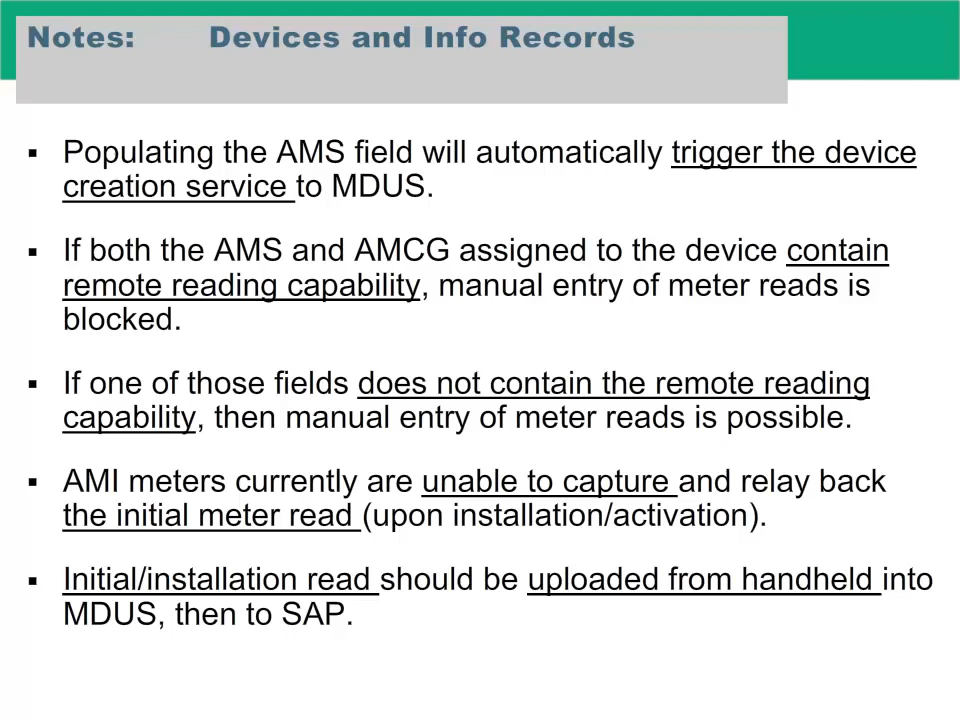 Notes: Devices and Info Records
▪ Populating the AMS field will automatically trigger the device
creation service to MDUS.
▪ If both the AMS and AMCG assigned to the device contain
remote reading capability, manual entry of meter reads is
blocked.
▪ If one of those fields does not contain the remote reading
capability, then manual entry of meter reads is possible.
▪ AMI meters currently are unable to capture and relay back
the initial meter read (upon installation/activation).
▪ Initial/installation read should be uploaded from handheld into
MDUS, then to SAP.